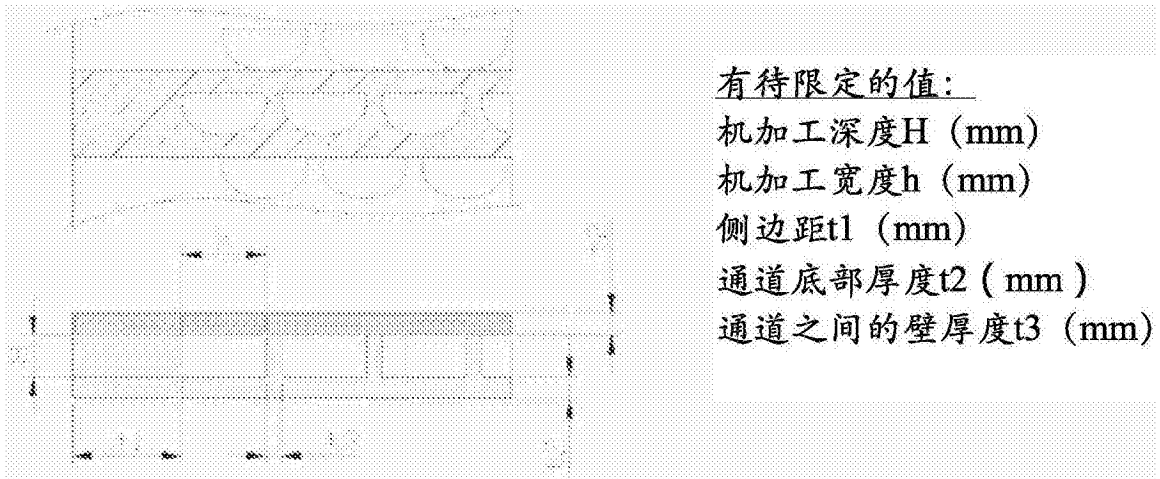 有待限定的值:
机加工深度H（mm）
机加工宽度h（mm）
侧边距t1（mm）
通道底部厚度t2（mm）
通道之间的壁厚度t3（mm）